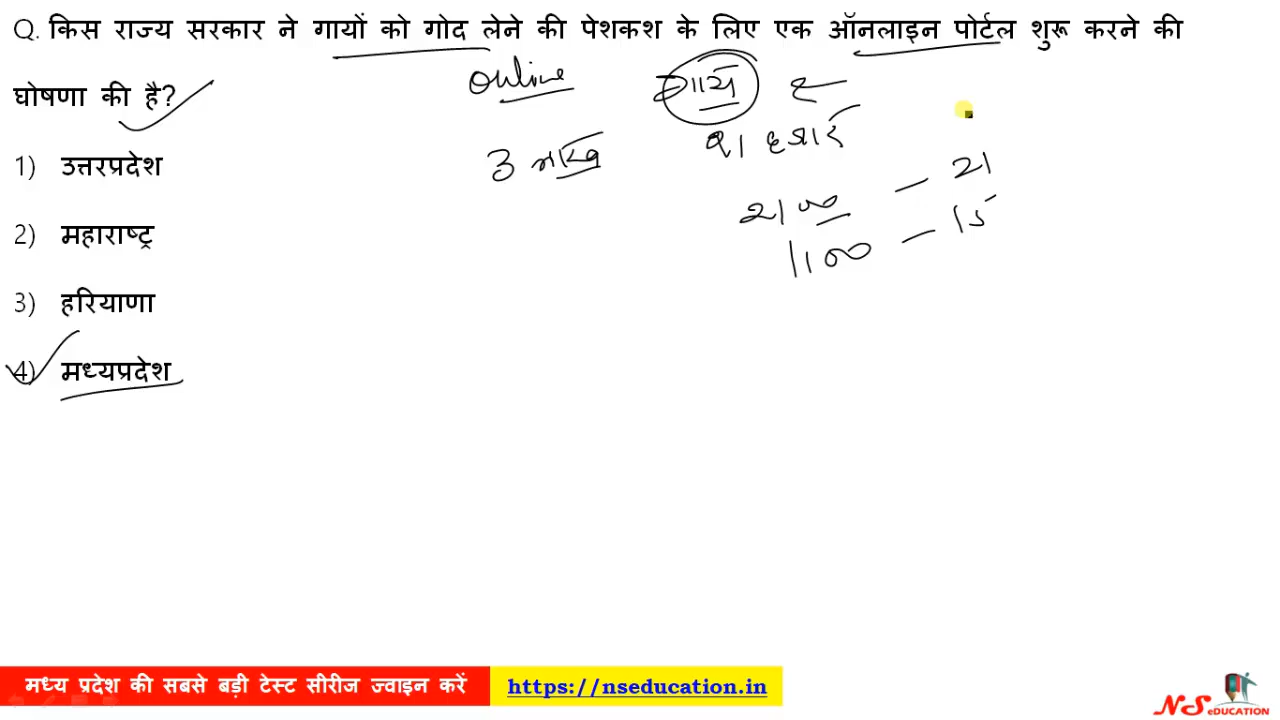 Q. किस राज्य सरकार ने गायों को गोद लेने की पेशकश के लिए एक ऑनलाइन पोर्टल शुरू करने की
घोषणा की है?
Online गाय
3 लाख २१ हजार
1) उत्तरप्रदेश
2100 - 21
2) महाराष्ट्र
1100 - 15
3) हरियाणा
4) मध्यप्रदेश
मध्य प्रदेश की सबसे बड़ी टेस्ट सीरीज ज्वाइन करें https://nseducation.in
NS eDUCATION